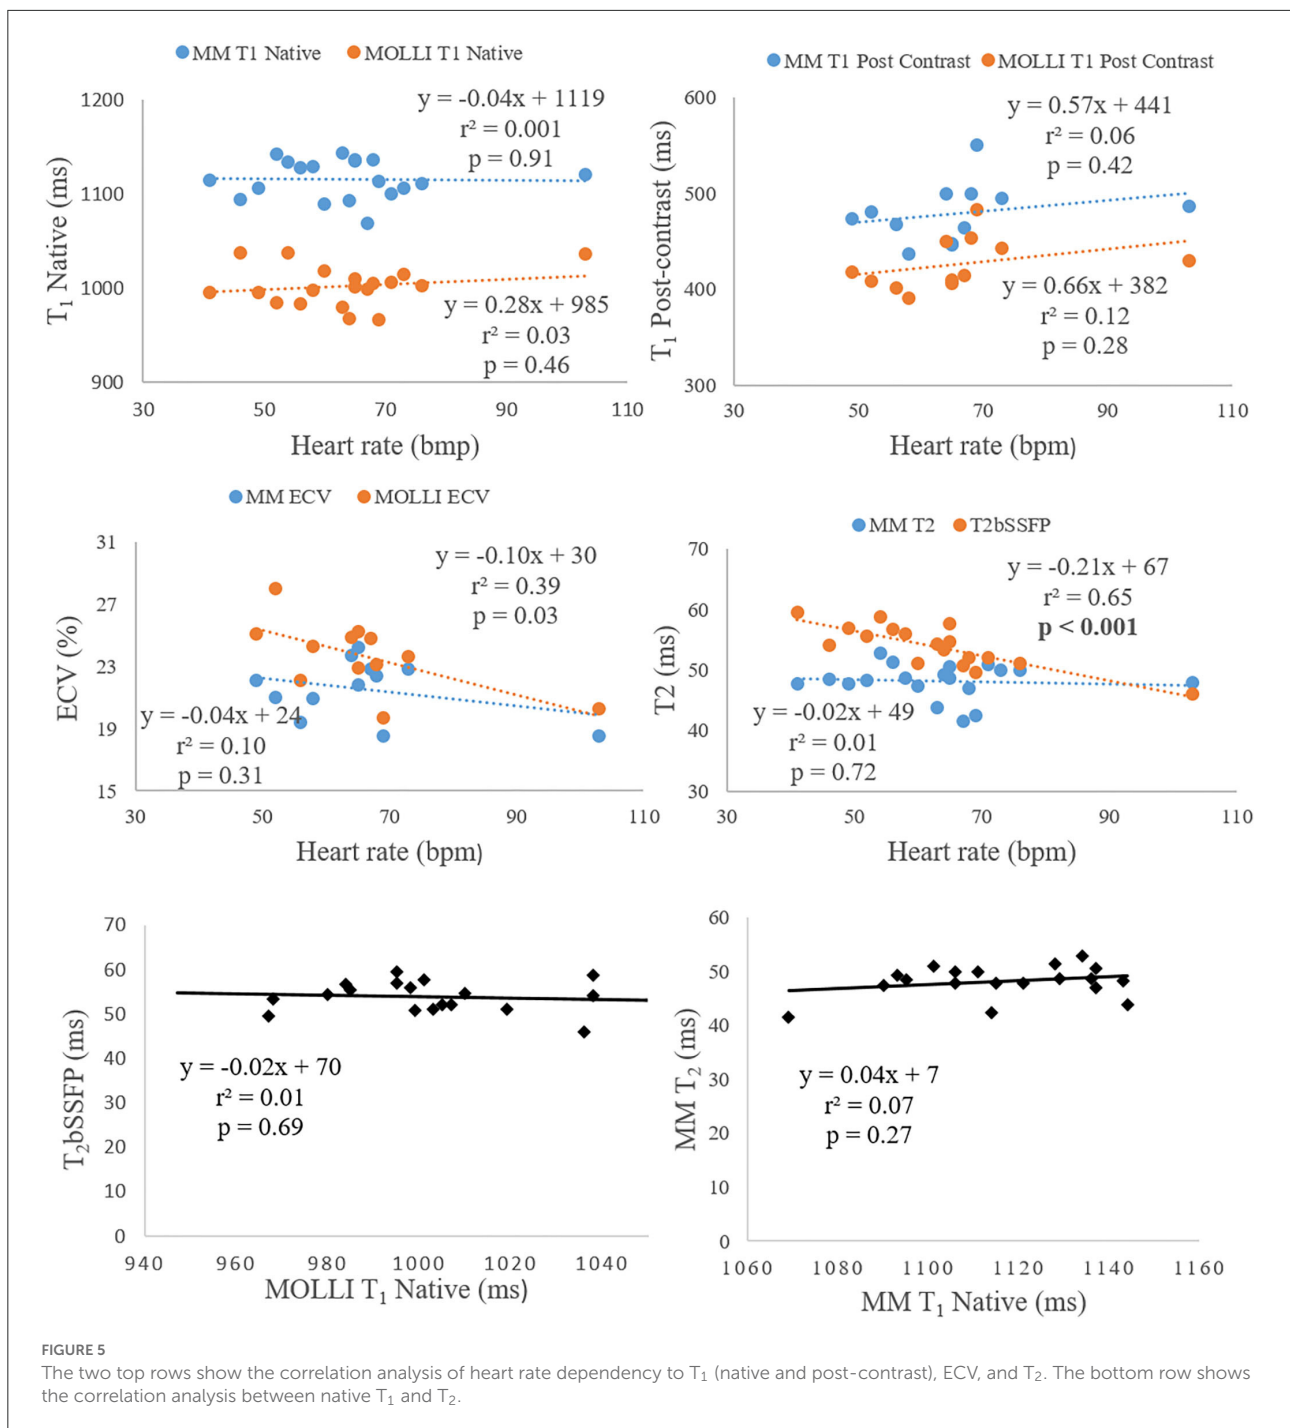 MM T1 Native MOLLI T1 Native
y = -0.04x + 1119
r² = 0.001
p = 0.91
1200
1100
1000
900
T₁ Native (ms)
y = 0.28x + 985
r² = 0.03
p = 0.46
30 50 70 90 110
Heart rate (bmp)
MM T1 Post Contrast MOLLI T1 Post Contrast
y = 0.57x + 441
r² = 0.06
p = 0.42
600
500
400
300
T₁ Post-contrast (ms)
y = 0.66x + 382
r² = 0.12
p = 0.28
30 50 70 90 110
Heart rate (bpm)
MM ECV MOLLI ECV
y = -0.10x + 30
r² = 0.39
p = 0.03
31
27
23
19
15
ECV (%)
y = -0.04x + 24
r² = 0.10
p = 0.31
30 50 70 90 110
Heart rate (bpm)
MM T2 T2bSSFP
y = -0.21x + 67
r² = 0.65
p < 0.001
70
60
50
40
30
T2 (ms)
y = -0.02x + 49
r² = 0.01
p = 0.72
30 50 70 90 110
Heart rate (bpm)
70
60
50
40
30
20
10
0
T₂bSSFP (ms)
y = -0.02x + 70
r² = 0.01
p = 0.69
940 960 980 1000 1020 1040
MOLLI T₁ Native (ms)
60
50
40
30
20
10
0
MM T₂ (ms)
y = 0.04x + 7
r² = 0.07
p = 0.27
1060 1080 1100 1120 1140 1160
MM T₁ Native (ms)
FIGURE 5
The two top rows show the correlation analysis of heart rate dependency to T₁ (native and post-contrast), ECV, and T₂. The bottom row shows
the correlation analysis between native T₁ and T₂.